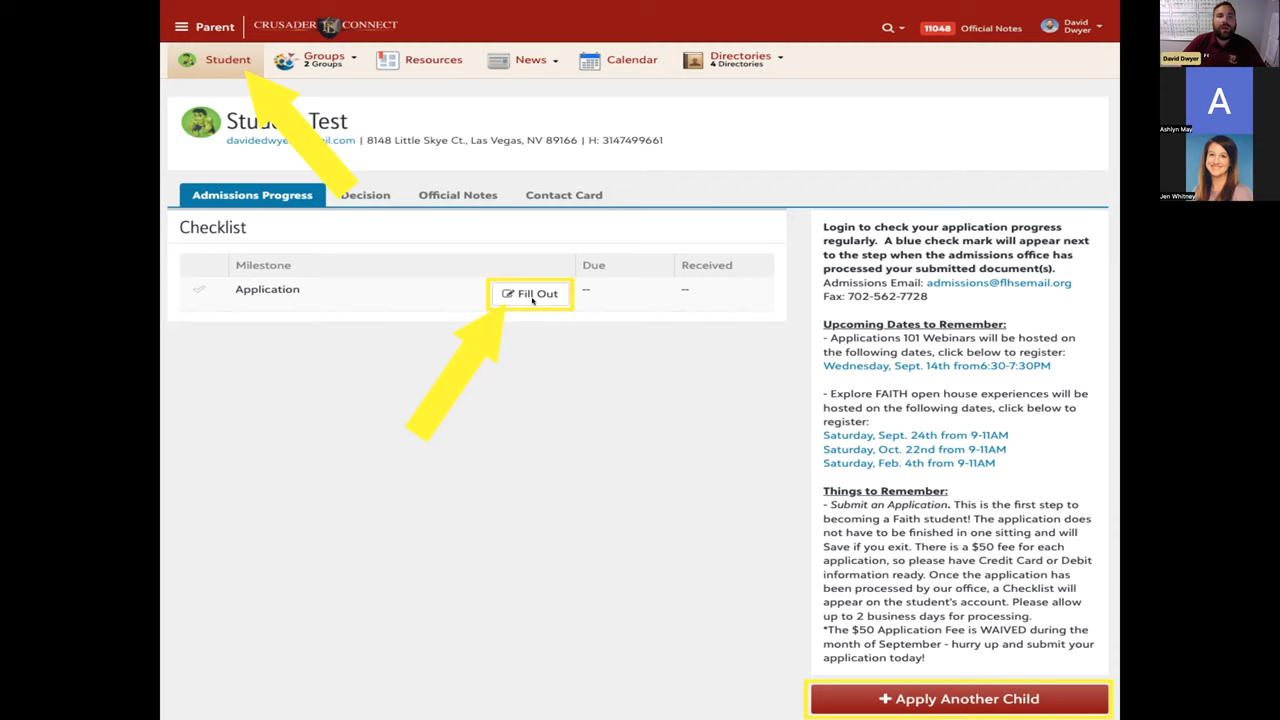 Parent
CRUSADER CONNECT
11048 Official Notes
David Dwyer
Student
Groups
2 Groups
Resources
News
Calendar
Directories
4 Directories
Test
8148 Little Skye Ct., Las Vegas, NV 89166 | H: 3147499661
Admissions Progress
Decision
Official Notes
Contact Card
Checklist
Milestone
Due
Received
Application
Fill Out
--
--
Login to check your application progress
regularly. A blue check mark will appear next
to the step when the admissions office has
processed your submitted document(s).
Admissions Email: admissions@flhsemail.org
Fax: 702-562-7728
Upcoming Dates to Remember:
- Applications 101 Webinars will be hosted on
the following dates, click below to register:
Wednesday, Sept. 14th from6:30-7:30PM
- Explore FAITH open house experiences will be
hosted on the following dates, click below to
register:
Saturday, Sept. 24th from 9-11AM
Saturday, Oct. 22nd from 9-11AM
Saturday, Feb. 4th from 9-11AM
Things to Remember:
- Submit an Application. This is the first step to
becoming a Faith student! The application does
not have to be finished in one sitting and will
Save if you exit. There is a $50 fee for each
application, so please have Credit Card or Debit
information ready. Once the application has
been processed by our office, a Checklist will
appear on the student's account. Please allow
up to 2 business days for processing.
*The $50 Application Fee is WAIVED during the
month of September - hurry up and submit your
application today!
+ Apply Another Child
David Dwyer
A
Ashlyn May
Jen Whitney